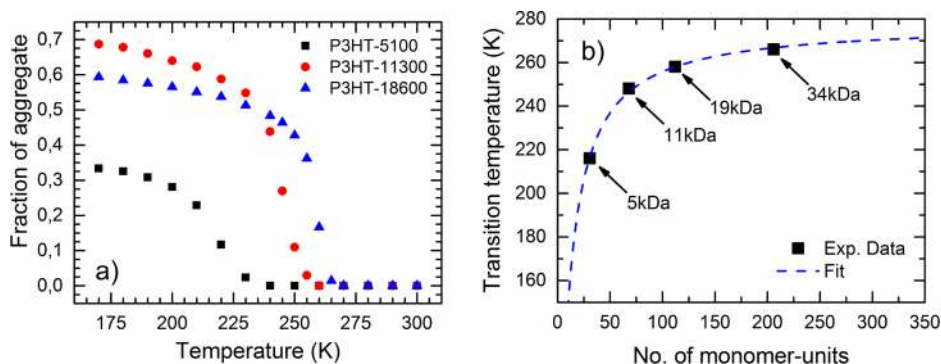 0,7
0,6
0,5
0,4
0,3
0,2
0,1
0,0
Fraction of aggregate
P3HT-5100
P3HT-11300
P3HT-18600
a)
175 200 225 250 275 300
Temperature (K)
280
260
240
220
200
180
160
Transition temperature (K)
b)
34kDa
19kDa
11kDa
5kDa
Exp. Data
Fit
0 50 100 150 200 250 300 350
No. of monomer-units